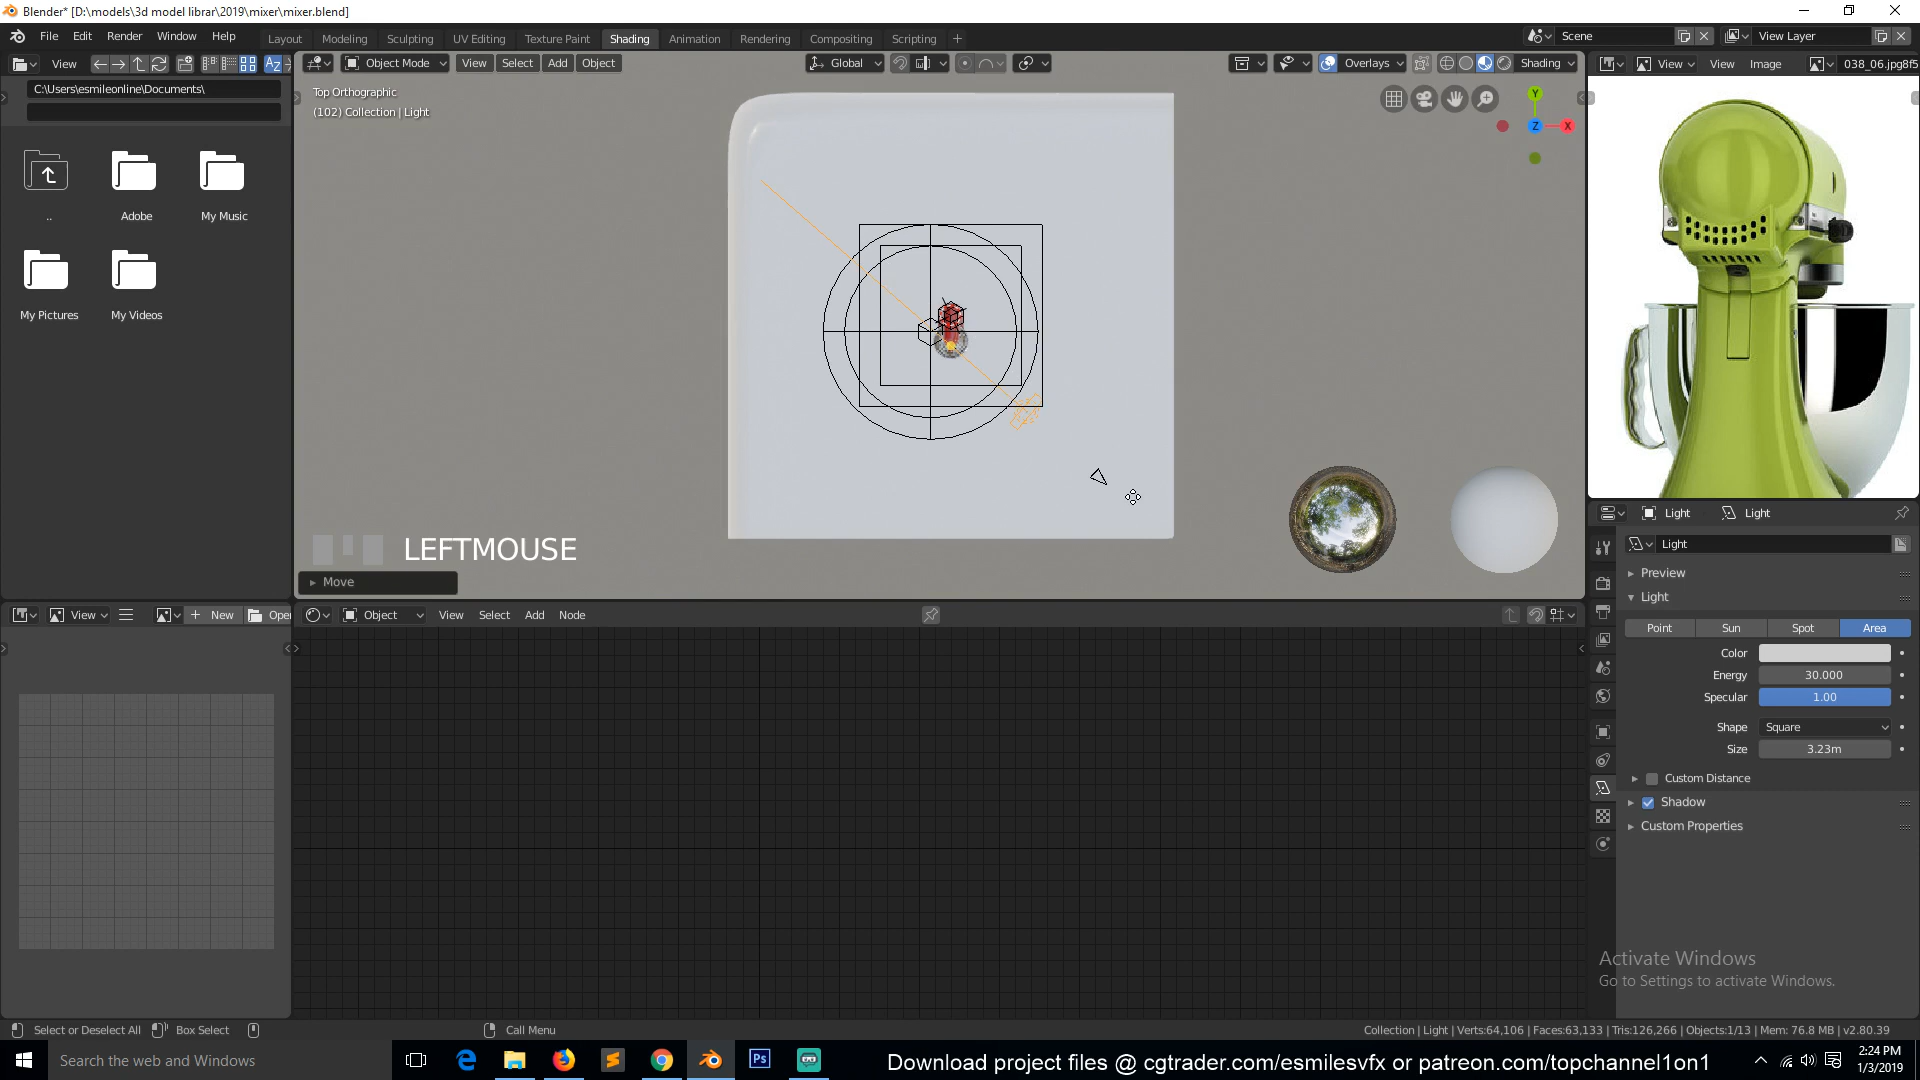 Blender* [D:\models\3d model librar\2019\mixer\mixer.blend]
File Edit Render Window Help
Layout Modeling Sculpting UV Editing Texture Paint Shading Animation Rendering Compositing Scripting
Scene
View Layer
View
C:\Users\esmileonline\Documents\
..
Adobe
My Music
My Pictures
My Videos
Object Mode View Select Add Object
Global
Overlays
Shading
Top Orthographic
(102) Collection | Light
Y
Z
X
LEFTMOUSE
Move
View View Image 038_06.jpg8f5
Light Light
Light
Preview
Light
Point Sun Spot Area
Color
Energy 30.000
Specular 1.00
Shape Square
Size 3.23m
Custom Distance
Shadow
Custom Properties
View New Ope
Object View Select Add Node
Activate Windows
Go to Settings to activate Windows.
Select or Deselect All Box Select Call Menu
Collection | Light | Verts:64,106 | Faces:63,133 | Tris:126,266 | Objects:1/13 | Mem: 76.8 MB | v2.80.39
Search the web and Windows
Ps
Download project files @ cgtrader.com/esmilesvfx or patreon.com/topchannel1on1
2:24 PM
1/3/2019